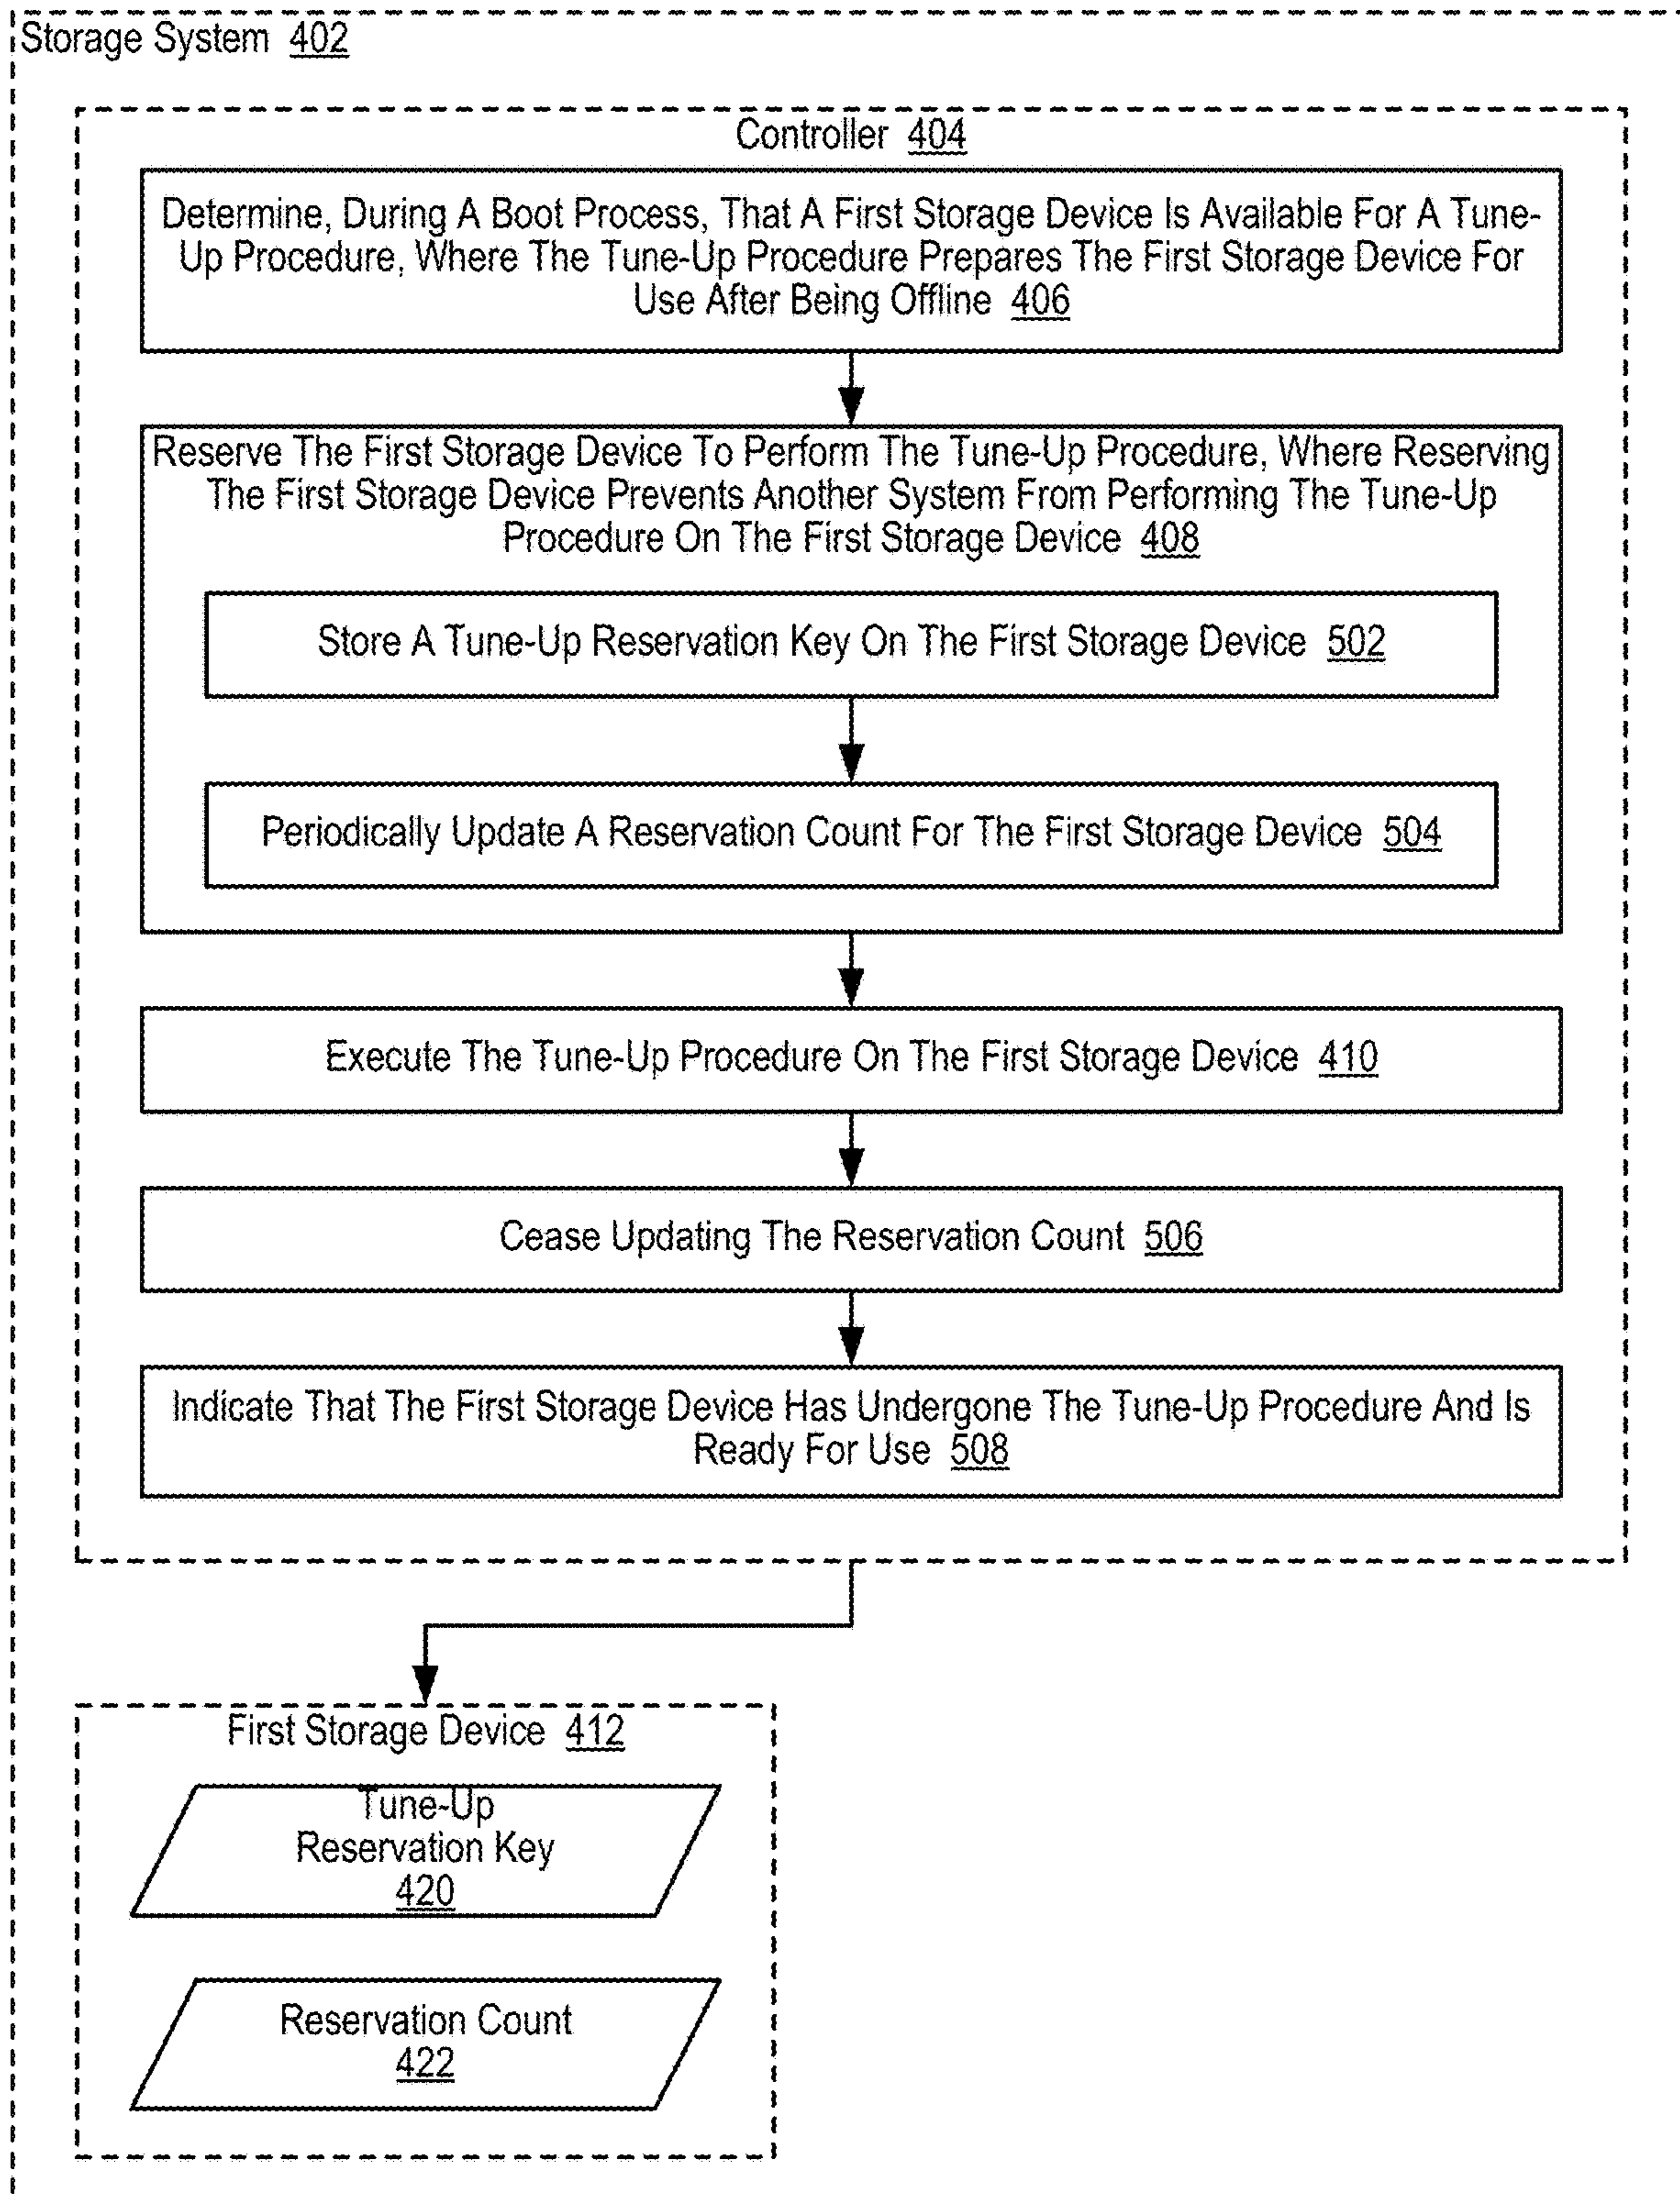 Storage System 402
Controller 404
Determine, During A Boot Process, That A First Storage Device Is Available For A Tune-
Up Procedure, Where The Tune-Up Procedure Prepares The First Storage Device For
Use After Being Offline 406
Reserve The First Storage Device To Perform The Tune-Up Procedure, Where Reserving
The First Storage Device Prevents Another System From Performing The Tune-Up
Procedure On The First Storage Device 408
Store A Tune-Up Reservation Key On The First Storage Device 502
Periodically Update A Reservation Count For The First Storage Device 504
Execute The Tune-Up Procedure On The First Storage Device 410
Cease Updating The Reservation Count 506
Indicate That The First Storage Device Has Undergone The Tune-Up Procedure And Is
Ready For Use 508
First Storage Device 412
Tune-Up
Reservation Key
420
Reservation Count
422